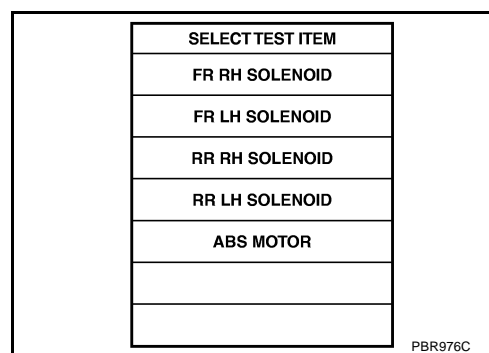 SELECT TEST ITEM
FR RH SOLENOID
FR LH SOLENOID
RR RH SOLENOID
RR LH SOLENOID
ABS MOTOR
PBR976C